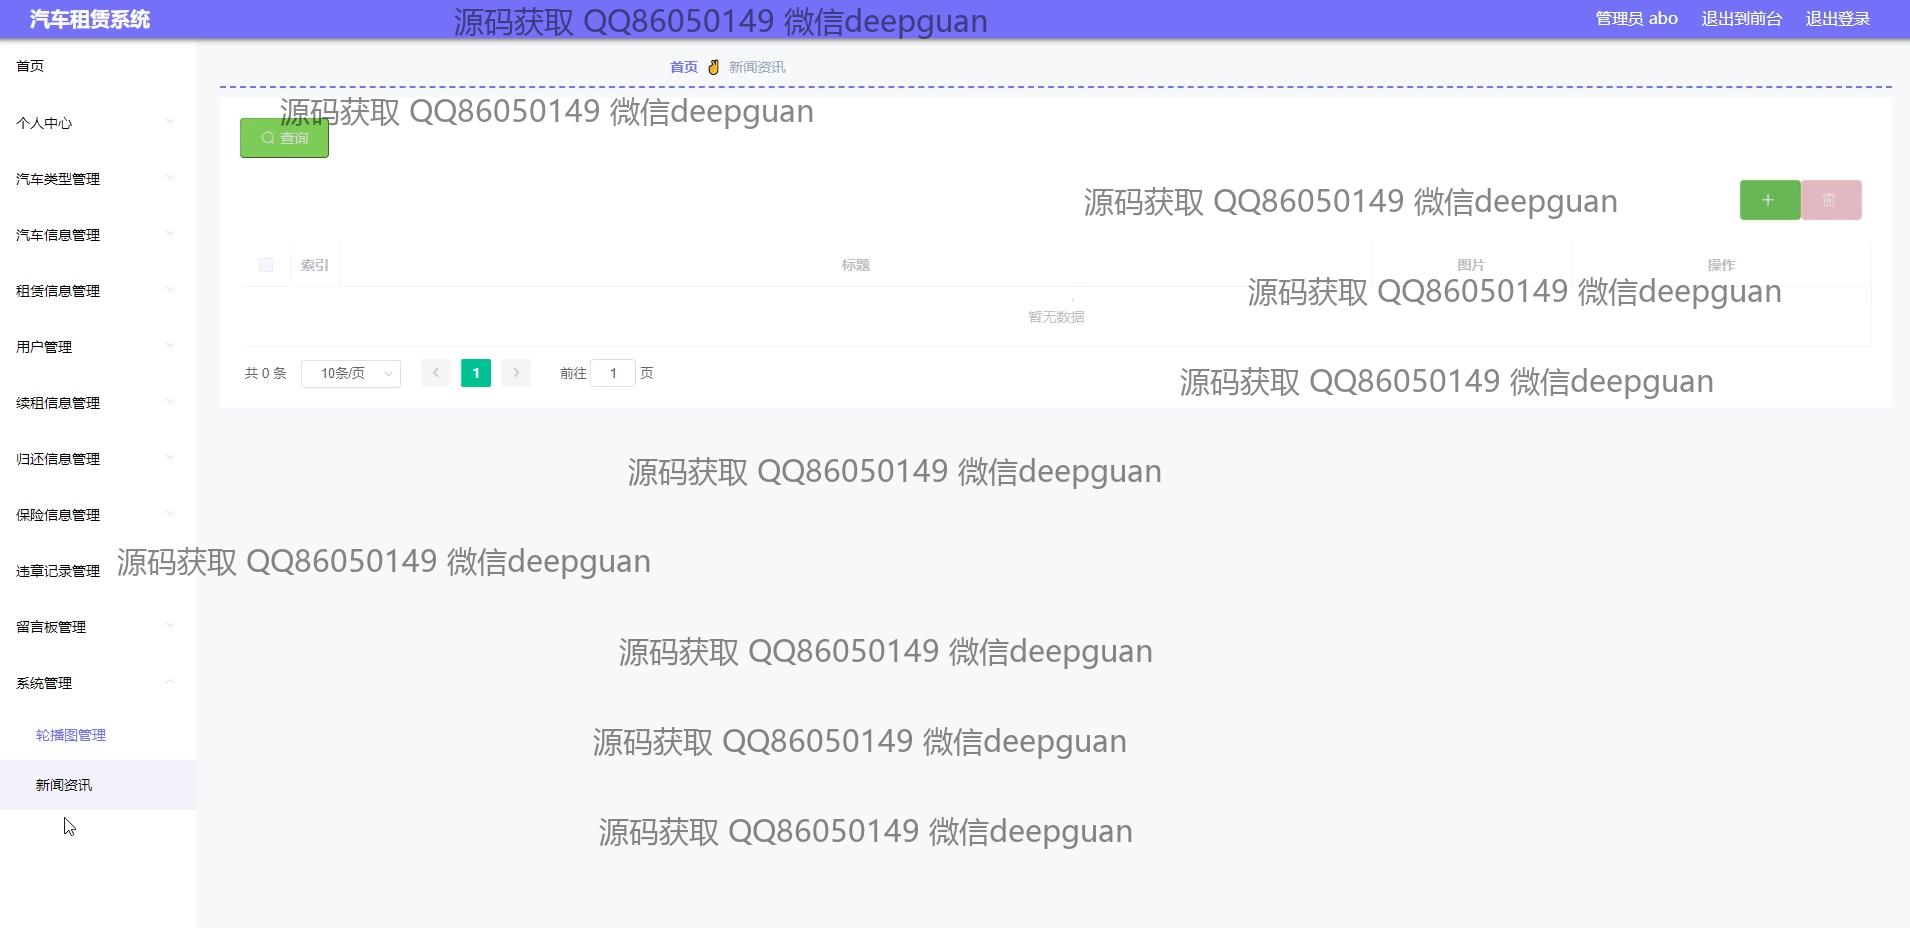 汽车租赁系统
源码获取 QQ86050149 微信deepguan
管理员 abo
退出到前台
退出登录
首页
首页
新闻资讯
个人中心
源码获取 QQ86050149 微信deepguan
查询
汽车类型管理
源码获取 QQ86050149 微信deepguan
汽车信息管理
索引
标题
图片
操作
租赁信息管理
源码获取 QQ86050149 微信deepguan
暂无数据
用户管理
共 0 条
10条/页
1
前往
1
页
源码获取 QQ86050149 微信deepguan
续租信息管理
归还信息管理
源码获取 QQ86050149 微信deepguan
保险信息管理
违章记录管理
源码获取 QQ86050149 微信deepguan
留言板管理
源码获取 QQ86050149 微信deepguan
系统管理
轮播图管理
源码获取 QQ86050149 微信deepguan
新闻资讯
源码获取 QQ86050149 微信deepguan